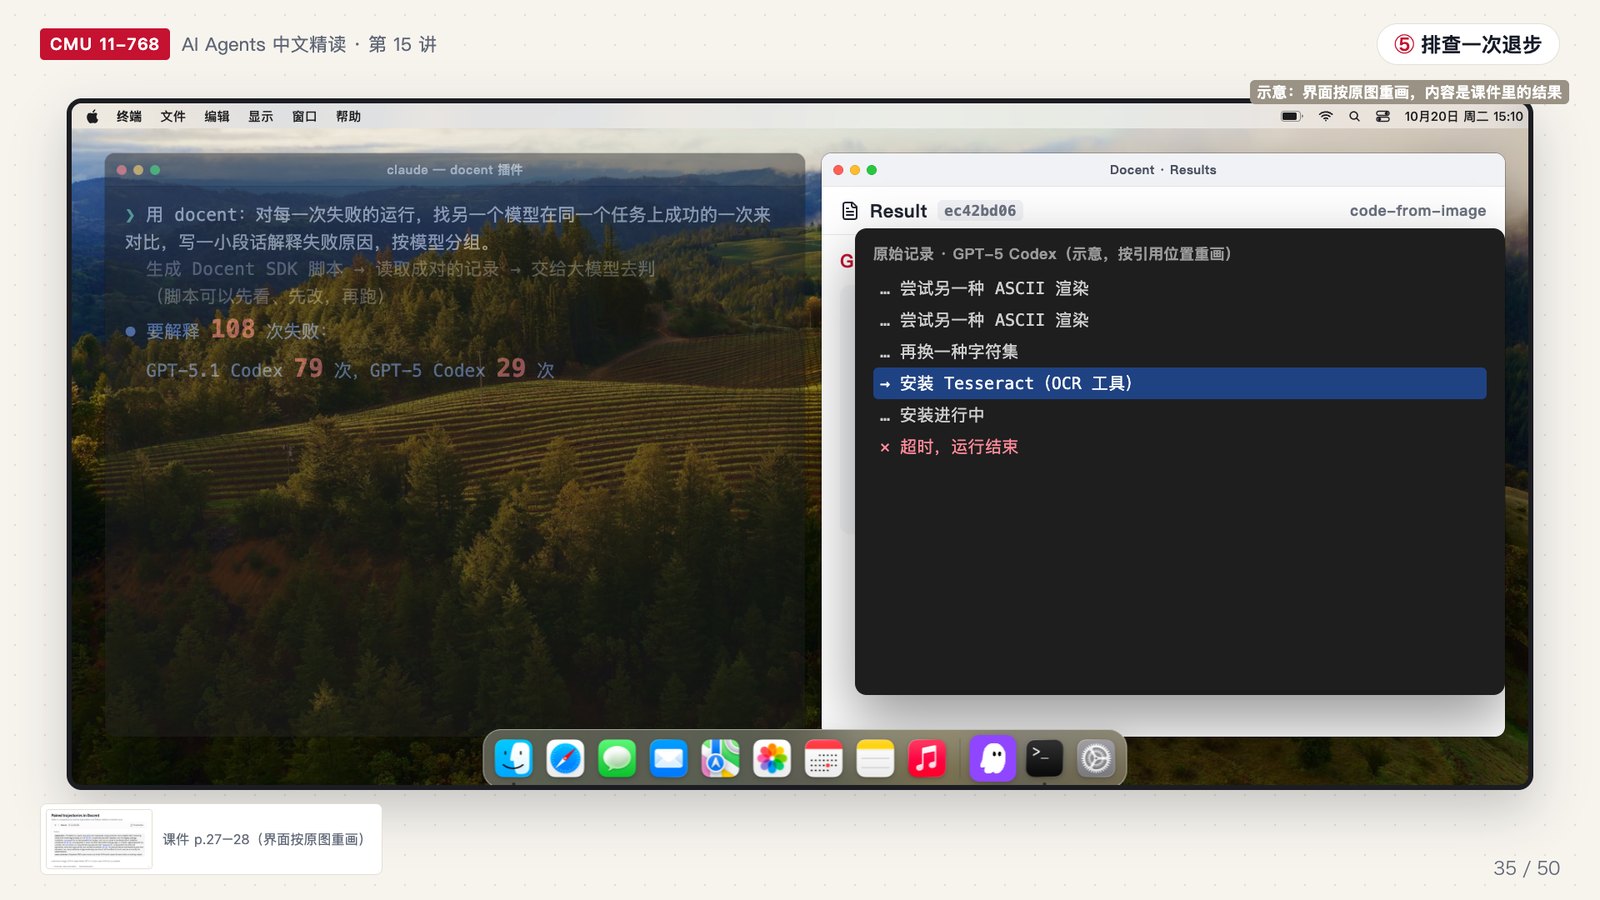 CMU 11-768 AI Agents 中文精读 · 第 15 讲
⑤ 排查一次退步
示意：界面按原图重画，内容是课件里的结果
终端 文件 编辑 显示 窗口 帮助
10月20日 周二 15:10
claude — docent 插件
❯ 用 docent：对每一次失败的运行，找另一个模型在同一个任务上成功的一次来
对比，写一小段话解释失败原因，按模型分组。
生成 Docent SDK 脚本 → 读取成对的记录 → 交给大模型去判
（脚本可以先看、先改，再跑）
● 要解释 108 次失败：
GPT-5.1 Codex 79 次，GPT-5 Codex 29 次
Docent · Results
Result ec42bd06 code-from-image
G
原始记录 · GPT-5 Codex（示意，按引用位置重画）
… 尝试另一种 ASCII 渲染
… 尝试另一种 ASCII 渲染
… 再换一种字符集
→ 安装 Tesseract（OCR 工具）
… 安装进行中
× 超时，运行结束
课件 p.27–28（界面按原图重画）
35 / 50